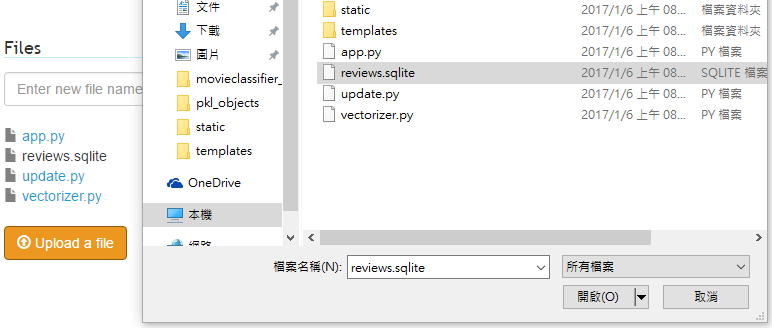 Files
Enter new file name
app.py
reviews.sqlite
update.py
vectorizer.py
Upload a file
文件
下載
圖片
movieclassifier_
pkl_objects
static
templates
OneDrive
本機
網路
static 2017/1/6 上午 08... 檔案資料夾
templates 2017/1/6 上午 08... 檔案資料夾
app.py 2017/1/6 上午 08... PY 檔案
reviews.sqlite 2017/1/6 上午 08... SQLITE 檔案
update.py 2017/1/6 上午 08... PY 檔案
vectorizer.py 2017/1/6 上午 08... PY 檔案
檔案名稱(N): reviews.sqlite 所有檔案
開啟(O) 取消